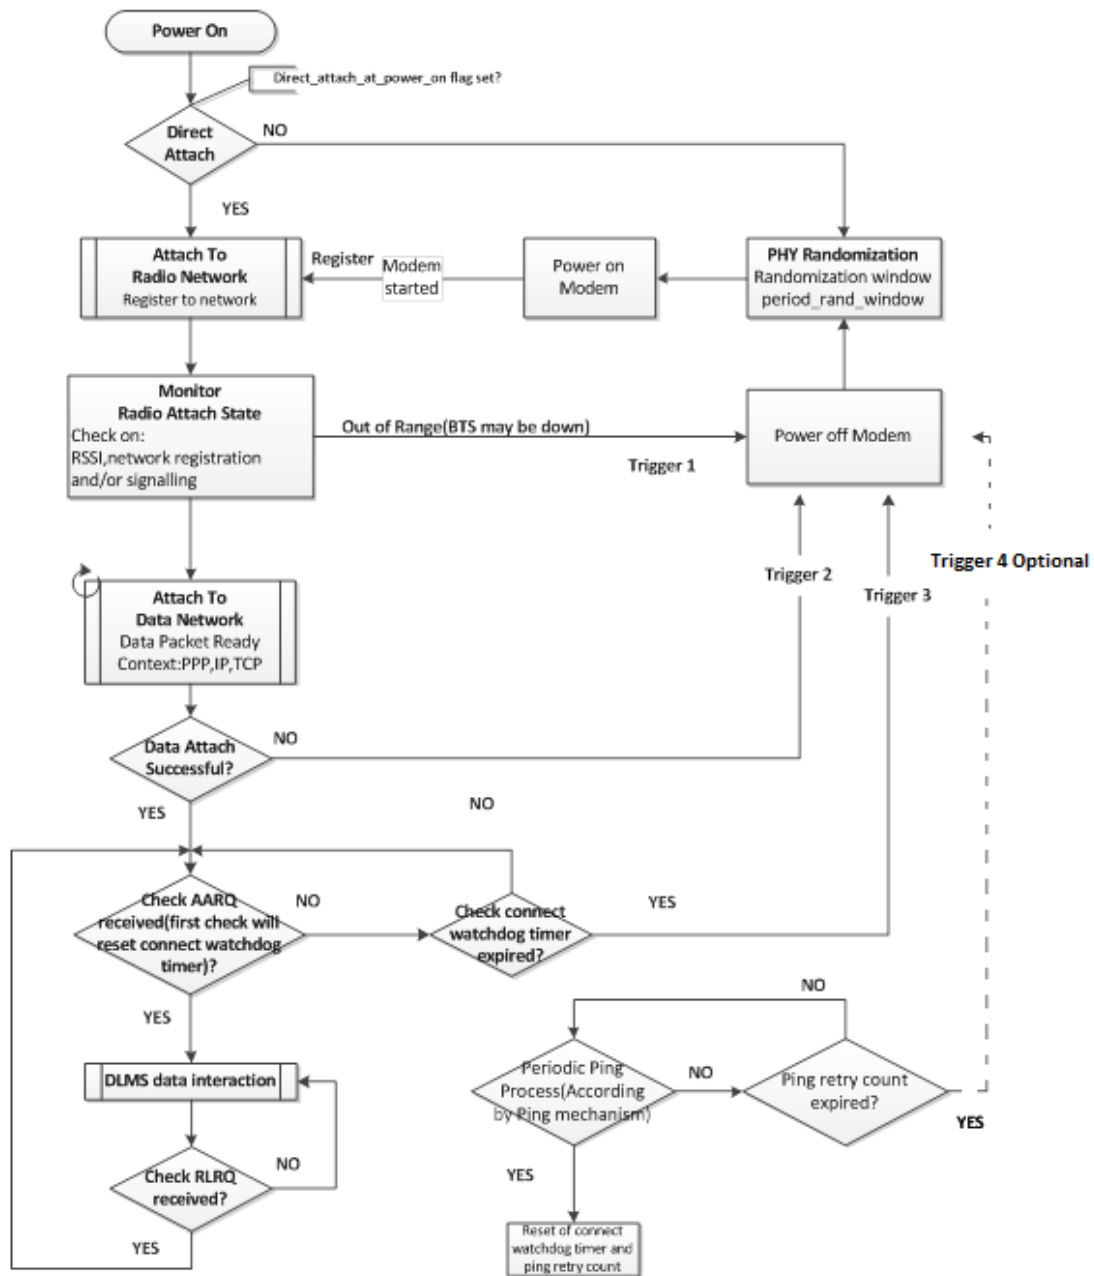 Power On
Direct_attach_at_power_on flag set?
Direct
Attach
NO
YES
Attach To
Radio Network
Register to network
Register
Modem
started
Power on
Modem
PHY Randomization
Randomization window
period_rand_window
Monitor
Radio Attach State
Check on:
RSSI,network registration
and/or signalling
Out of Range(BTS may be down)
Trigger 1
Power off Modem
Trigger 2
Trigger 3
Trigger 4 Optional
Attach To
Data Network
Data Packet Ready
Context:PPP,IP,TCP
Data Attach
Successful?
NO
YES
NO
Check AARQ
received(first check will
reset connect watchdog
timer)?
NO
Check connect
watchdog timer
expired?
YES
YES
DLMS data interaction
Check RLRQ
received?
NO
YES
NO
Periodic Ping
Process(According
by Ping mechanism)
NO
Ping retry count
expired?
YES
YES
Reset of connect
watchdog timer and
ping retry count